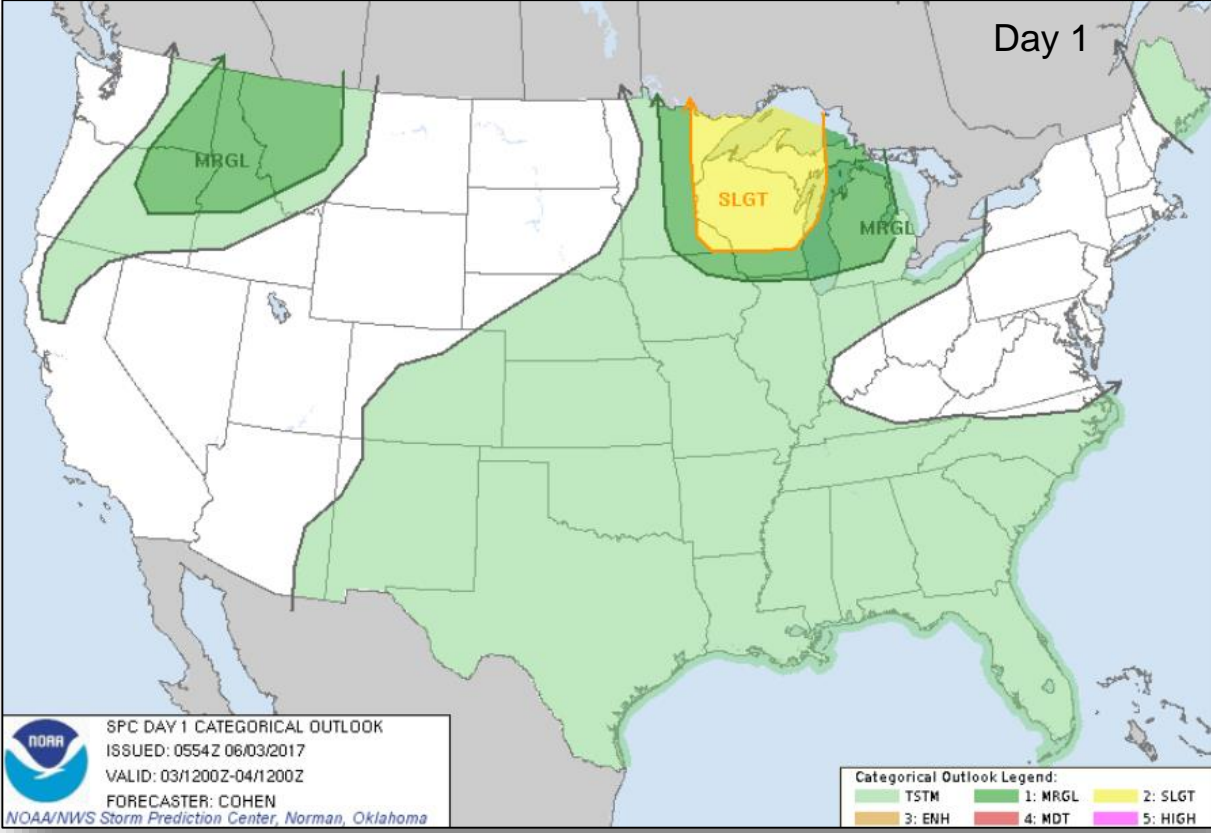 Day 1
MRGL
SLGT
MRGL
NOAA
SPC DAY 1 CATEGORICAL OUTLOOK
ISSUED: 0554Z 06/03/2017
VALID: 03/1200Z-04/1200Z
FORECASTER: COHEN
NOAA/NWS Storm Prediction Center, Norman, Oklahoma
Categorical Outlook Legend:
TSTM 1: MRGL 2: SLGT
3: ENH 4: MDT 5: HIGH